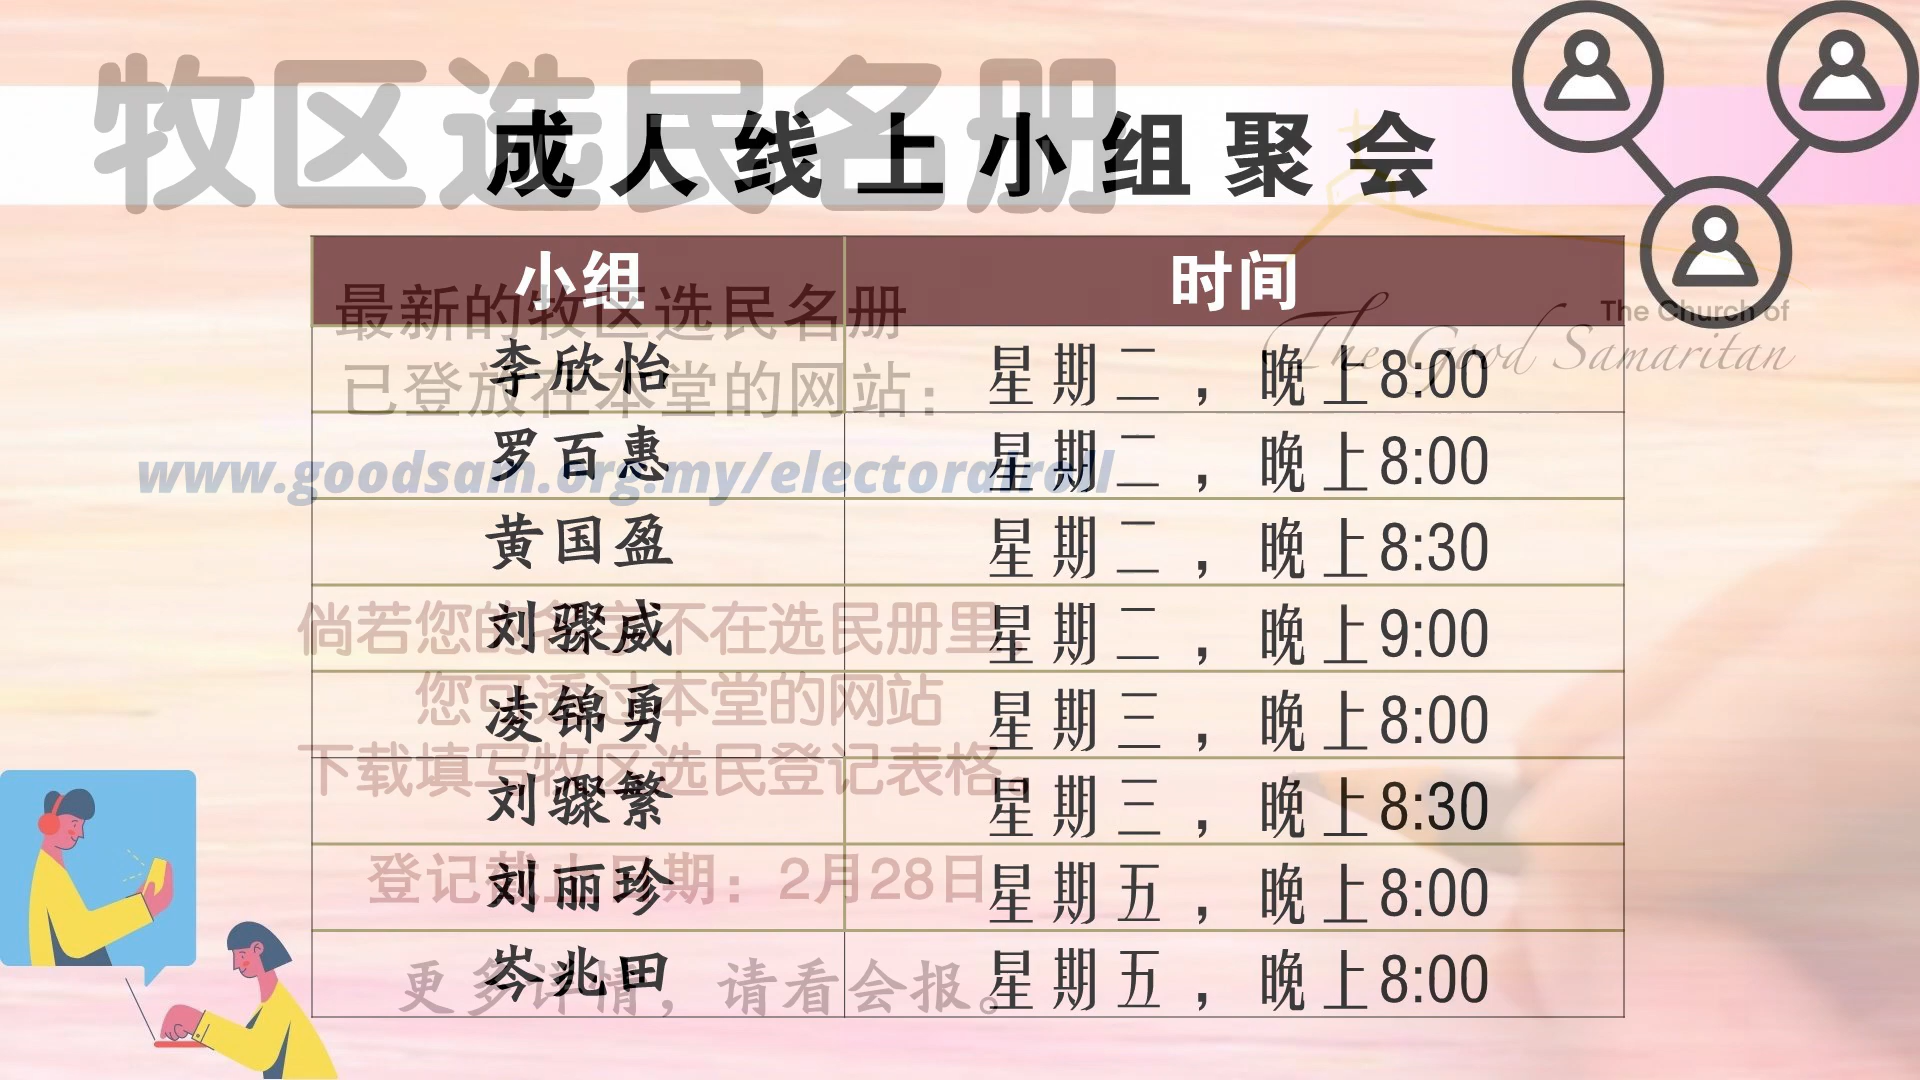 牧区选民名册
成人线上小组聚会
小组 时间
最新的牧区选民名册
The Church of
The Good Samaritan
李欣怡 星期二，晚上8:00
已登放在本堂的网站：
罗百惠 星期二，晚上8:00
www.goodsam.org.my/electoralroll
黄国盈 星期二，晚上8:30
刘骤威 星期二，晚上9:00
倘若您的名字不在选民册里，
您可透过本堂的网站
凌锦勇 星期三，晚上8:00
下载填写牧区选民登记表格。
刘骤繁 星期三，晚上8:30
刘丽珍 星期五，晚上8:00
登记截止日期：2月28日
岑兆田 星期五，晚上8:00
更多详情，请看会报。